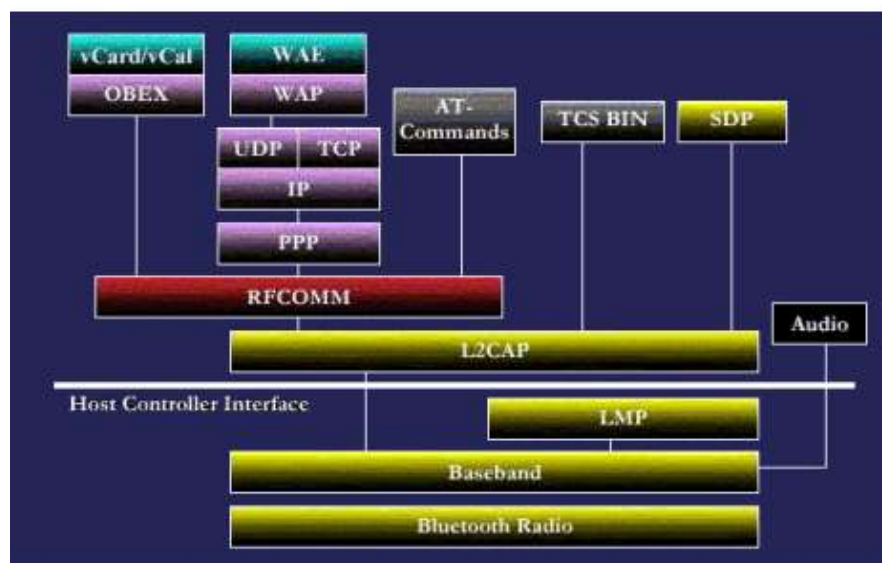 vCard/vCal
OBEX
WAE
WAP
AT-
Commands
TCS BIN
SDP
UDP
TCP
IP
PPP
RFCOMM
Audio
L2CAP
Host Controller Interface
LMP
Baseband
Bluetooth Radio